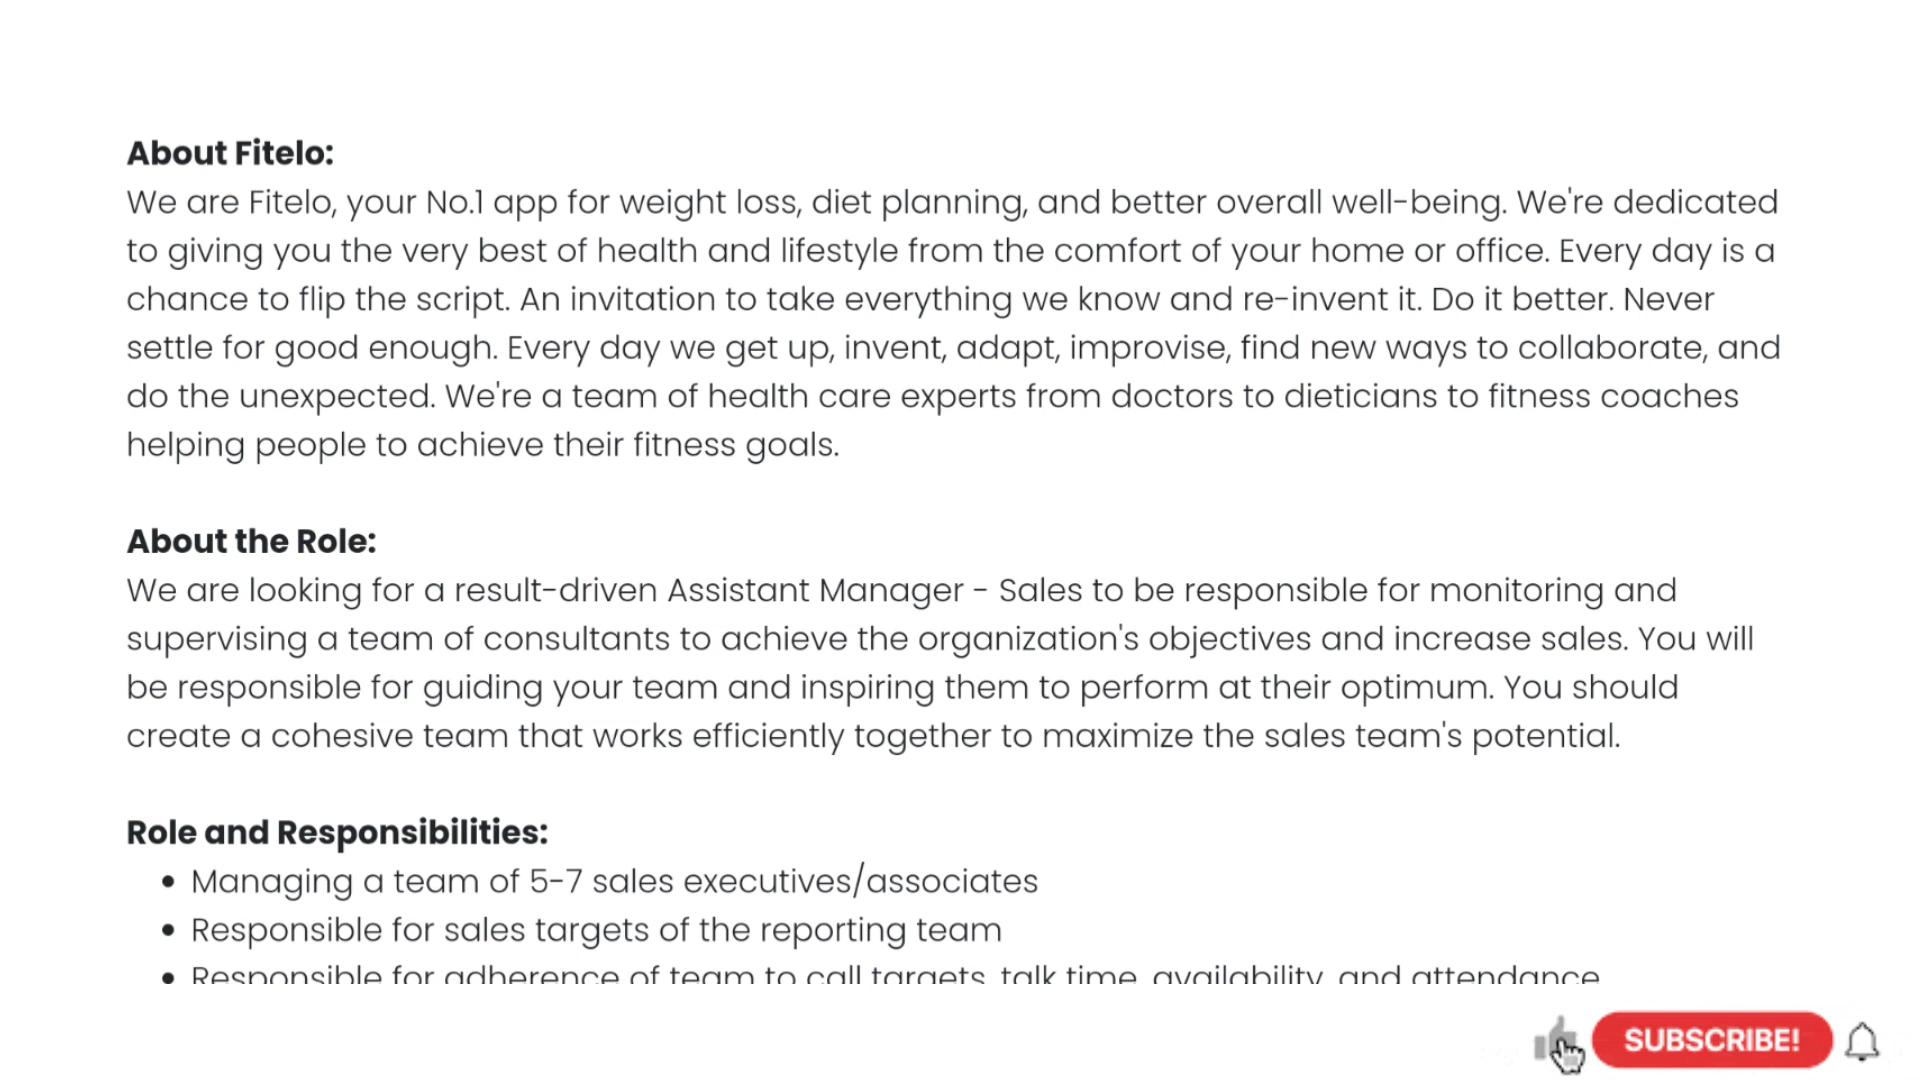 About Fitelo:
We are Fitelo, your No.1 app for weight loss, diet planning, and better overall well-being. We're dedicated
to giving you the very best of health and lifestyle from the comfort of your home or office. Every day is a
chance to flip the script. An invitation to take everything we know and re-invent it. Do it better. Never
settle for good enough. Every day we get up, invent, adapt, improvise, find new ways to collaborate, and
do the unexpected. We're a team of health care experts from doctors to dieticians to fitness coaches
helping people to achieve their fitness goals.
About the Role:
We are looking for a result-driven Assistant Manager - Sales to be responsible for monitoring and
supervising a team of consultants to achieve the organization's objectives and increase sales. You will
be responsible for guiding your team and inspiring them to perform at their optimum. You should
create a cohesive team that works efficiently together to maximize the sales team's potential.
Role and Responsibilities:
• Managing a team of 5-7 sales executives/associates
• Responsible for sales targets of the reporting team
• Responsible for adherence of team to call targets, talk time, availability, and attendance
SUBSCRIBE!